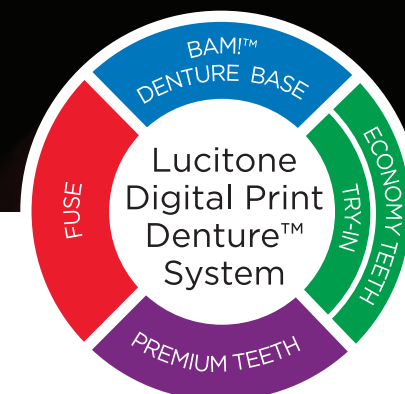 BAM!™
DENTURE BASE
ECONOMY TEETH
TRY-IN
FUSE
Lucitone
Digital Print
Denture™
System
PREMIUM TEETH